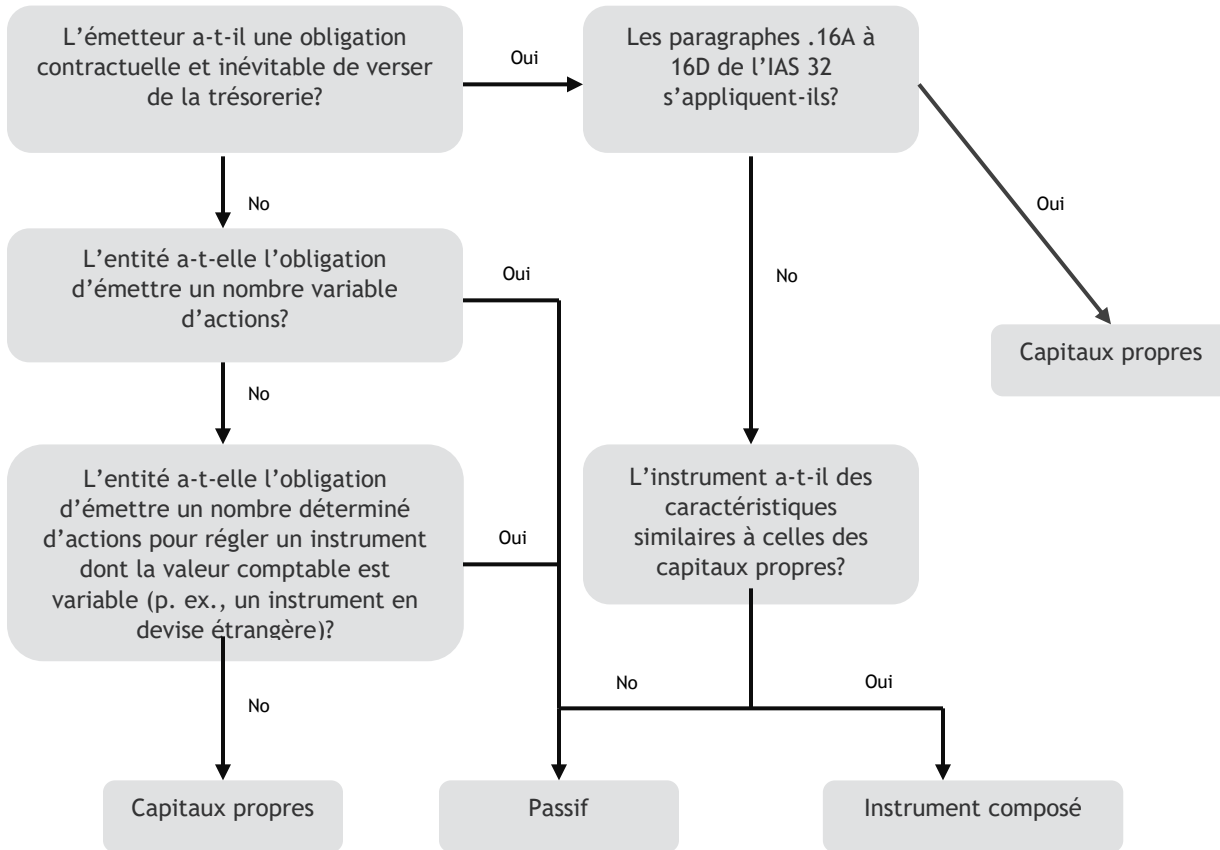 L'émetteur a-t-il une obligation
contractuelle et inévitable de verser
de la trésorerie?
Oui
Les paragraphes .16A à
16D de l'IAS 32
s'appliquent-ils?
No
Oui
L'entité a-t-elle l'obligation
d'émettre un nombre variable
d'actions?
Oui
No
Capitaux propres
No
L'entité a-t-elle l'obligation
d'émettre un nombre déterminé
d'actions pour régler un instrument
dont la valeur comptable est
variable (p. ex., un instrument en
devise étrangère)?
Oui
L'instrument a-t-il des
caractéristiques
similaires à celles des
capitaux propres?
No
No
Oui
Capitaux propres
Passif
Instrument composé